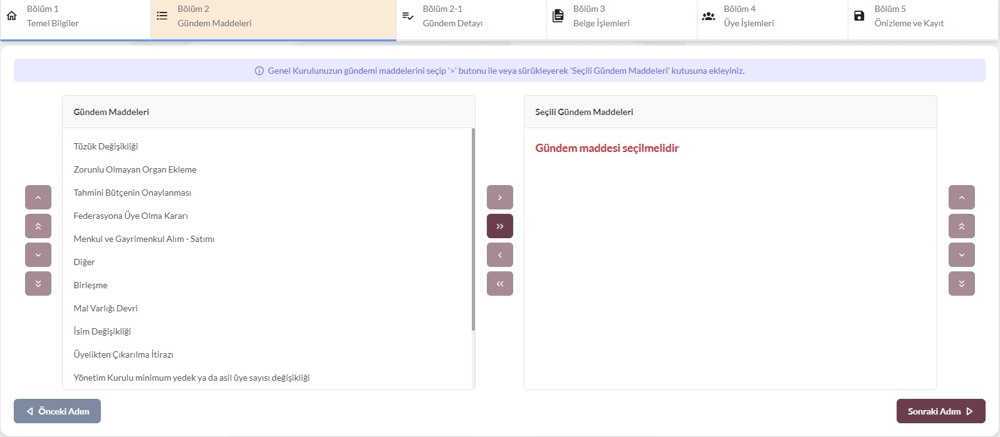 Bölüm 1
Temel Bilgiler
Bölüm 2
Gündem Maddeleri
Bölüm 2-1
Gündem Detayı
Bölüm 3
Belge İşlemleri
Bölüm 4
Üye İşlemleri
Bölüm 5
Önizleme ve Kayıt
Genel Kurulunuzun gündemi maddelerini seçip '>' butonu ile veya sürükleyerek 'Seçili Gündem Maddeleri' kutusuna ekleyiniz.
Gündem Maddeleri
Tüzük Değişikliği
Zorunlu Olmayan Organ Ekleme
Tahmini Bütçenin Onaylanması
Federasyona Üye Olma Kararı
Menkul ve Gayrimenkul Alım - Satımı
Diğer
Birleşme
Mal Varlığı Devri
İsim Değişikliği
Üyelikten Çıkarılma İtirazı
Yönetim Kurulu minimum yedek ya da asil üye sayısı değişikliği
Seçili Gündem Maddeleri
Gündem maddesi seçilmelidir
Önceki Adım
Sonraki Adım